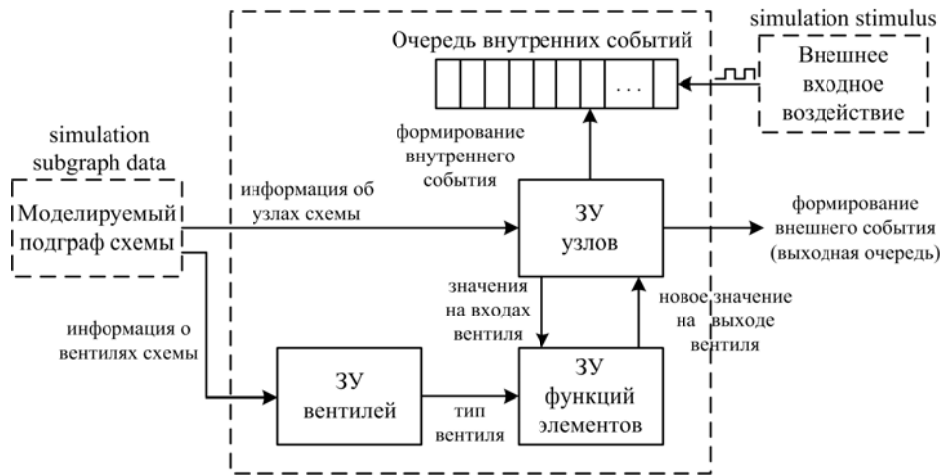 simulation stimulus
Очередь внутренних событий
Внешнее
входное
воздействие
...
формирование
внутреннего
события
simulation
subgraph data
Моделируемый
подграф схемы
информация об
узлах схемы
ЗУ
узлов
формирование
внешнего события
(выходная очередь)
значения
на входах
вентиля
новое значение
на выходе
вентиля
информация о
вентилях схемы
ЗУ
вентилей
тип
вентиля
ЗУ
функций
элементов